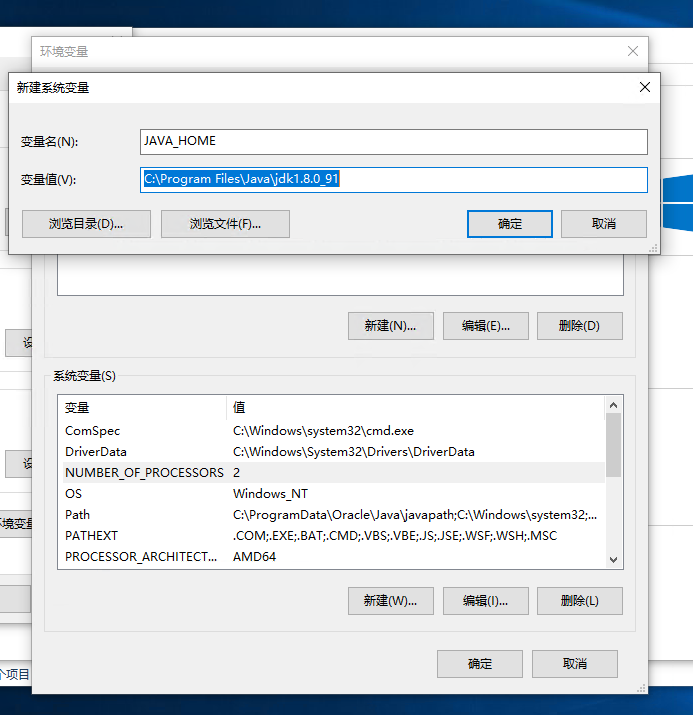 环境变量
新建系统变量
变量名(N):
JAVA_HOME
变量值(V):
C:\Program Files\Java\jdk1.8.0_91
浏览目录(D)... 浏览文件(F)... 确定 取消
新建(N)... 编辑(E)... 删除(D)
系统变量(S)
变量 值
ComSpec C:\Windows\system32\cmd.exe
DriverData C:\Windows\System32\Drivers\DriverData
NUMBER_OF_PROCESSORS 2
OS Windows_NT
Path C:\ProgramData\Oracle\Java\javapath;C:\Windows\system32;...
PATHEXT .COM;.EXE;.BAT;.CMD;.VBS;.VBE;.JS;.JSE;.WSF;.WSH;.MSC
PROCESSOR_ARCHITECT... AMD64
新建(W)... 编辑(I)... 删除(L)
确定 取消
个项目